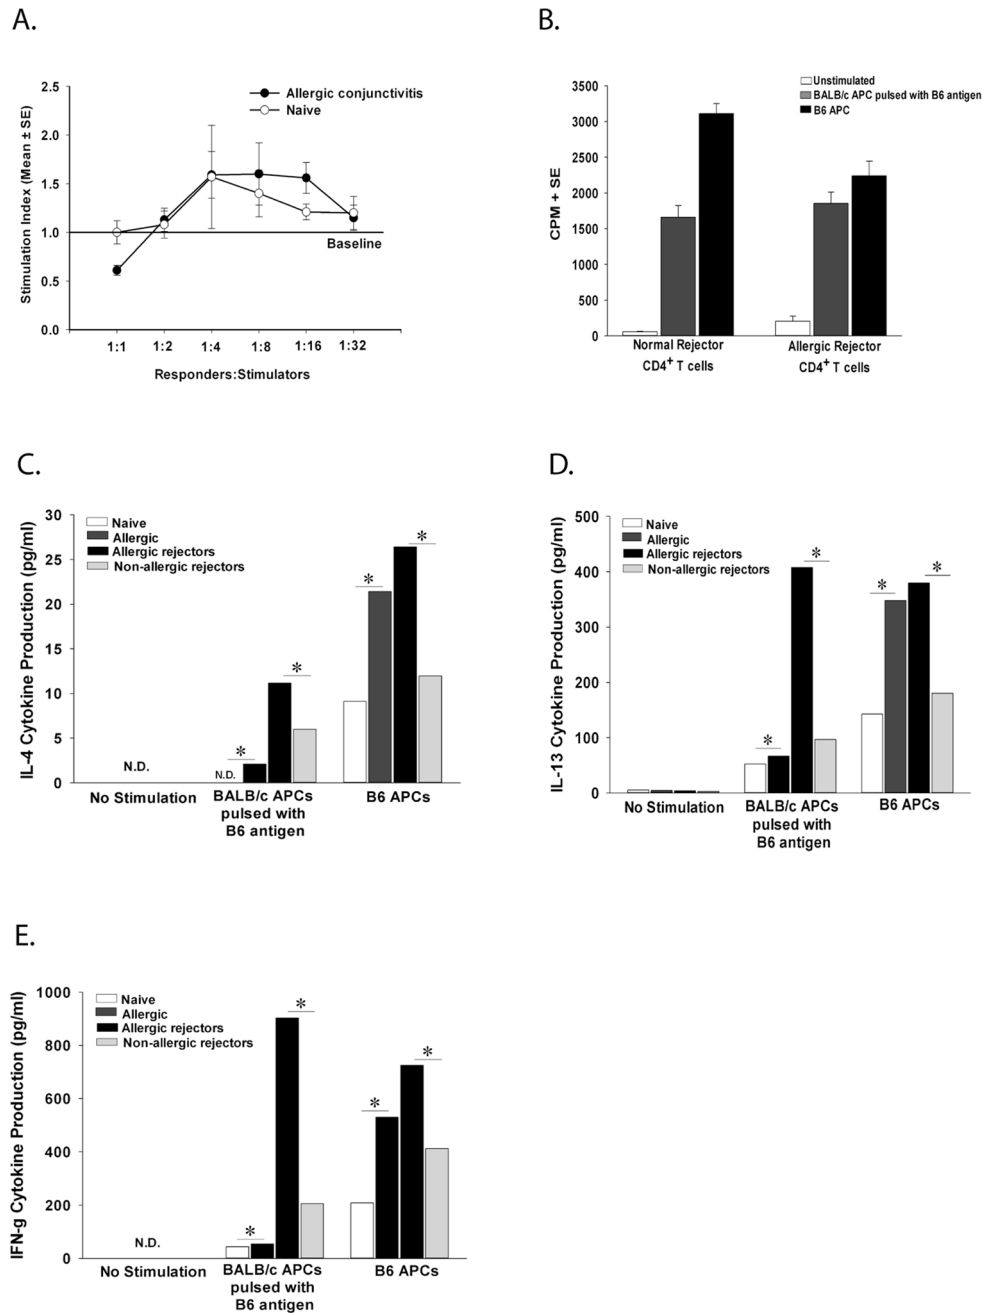 A.
Stimulation Index (Mean ± SE)
2.5
2.0
1.5
1.0
0.5
0.0
Allergic conjunctivitis
Naive
Baseline
1:1 1:2 1:4 1:8 1:16 1:32
Responders:Stimulators
B.
CPM + SE
3500
3000
2500
2000
1500
1000
500
0
Unstimulated
BALB/c APC pulsed with B6 antigen
B6 APC
Normal Rejector
CD4+ T cells
Allergic Rejector
CD4+ T cells
C.
IL-4 Cytokine Production (pg/ml)
30
25
20
15
10
5
0
Naive
Allergic
Allergic rejectors
Non-allergic rejectors
*
*
*
*
N.D.
N.D.
No Stimulation
BALB/c APCs
pulsed with
B6 antigen
B6 APCs
D.
IL-13 Cytokine Production (pg/ml)
500
400
300
200
100
0
Naive
Allergic
Allergic rejectors
Non-allergic rejectors
*
*
*
*
No Stimulation
BALB/c APCs
pulsed with
B6 antigen
B6 APCs
E.
IFN-g Cytokine Production (pg/ml)
1000
800
600
400
200
0
Naive
Allergic
Allergic rejectors
Non-allergic rejectors
*
*
*
*
N.D.
No Stimulation
BALB/c APCs
pulsed with
B6 antigen
B6 APCs